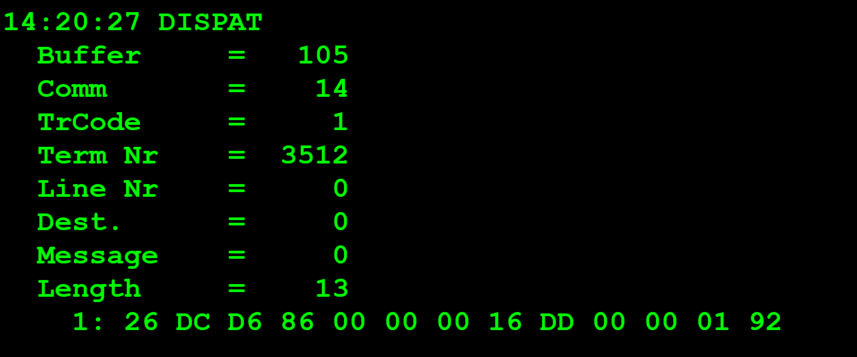 14:20:27 DISPAT
Buffer = 105
Comm = 14
TrCode = 1
Term Nr = 3512
Line Nr = 0
Dest. = 0
Message = 0
Length = 13
1: 26 DC D6 86 00 00 00 16 DD 00 00 01 92